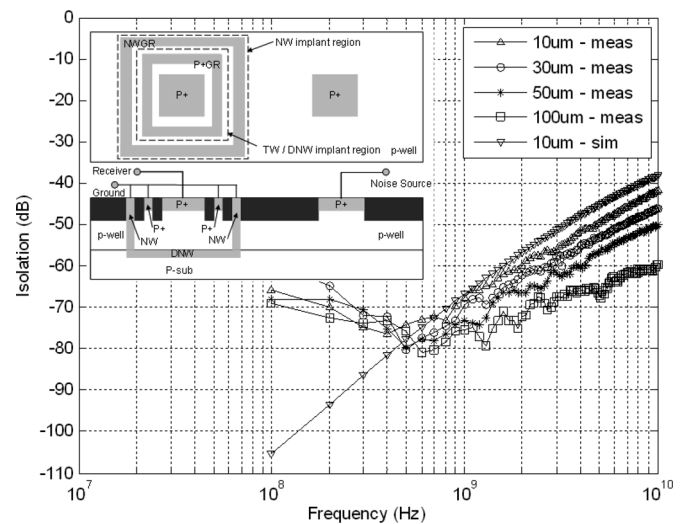 0
-10
-20
-30
-40
-50
-60
-70
-80
-90
-100
-110
Isolation (dB)
10^7
10^8
10^9
10^10
Frequency (Hz)
10um - meas
30um - meas
50um - meas
100um - meas
10um - sim
NWGR
NW implant region
P+GR
P+
P+
TW / DNW implant region
p-well
Receiver
Ground
Noise Source
P+
P+
p-well
NW
P+
P+
NW
p-well
DNW
P-sub